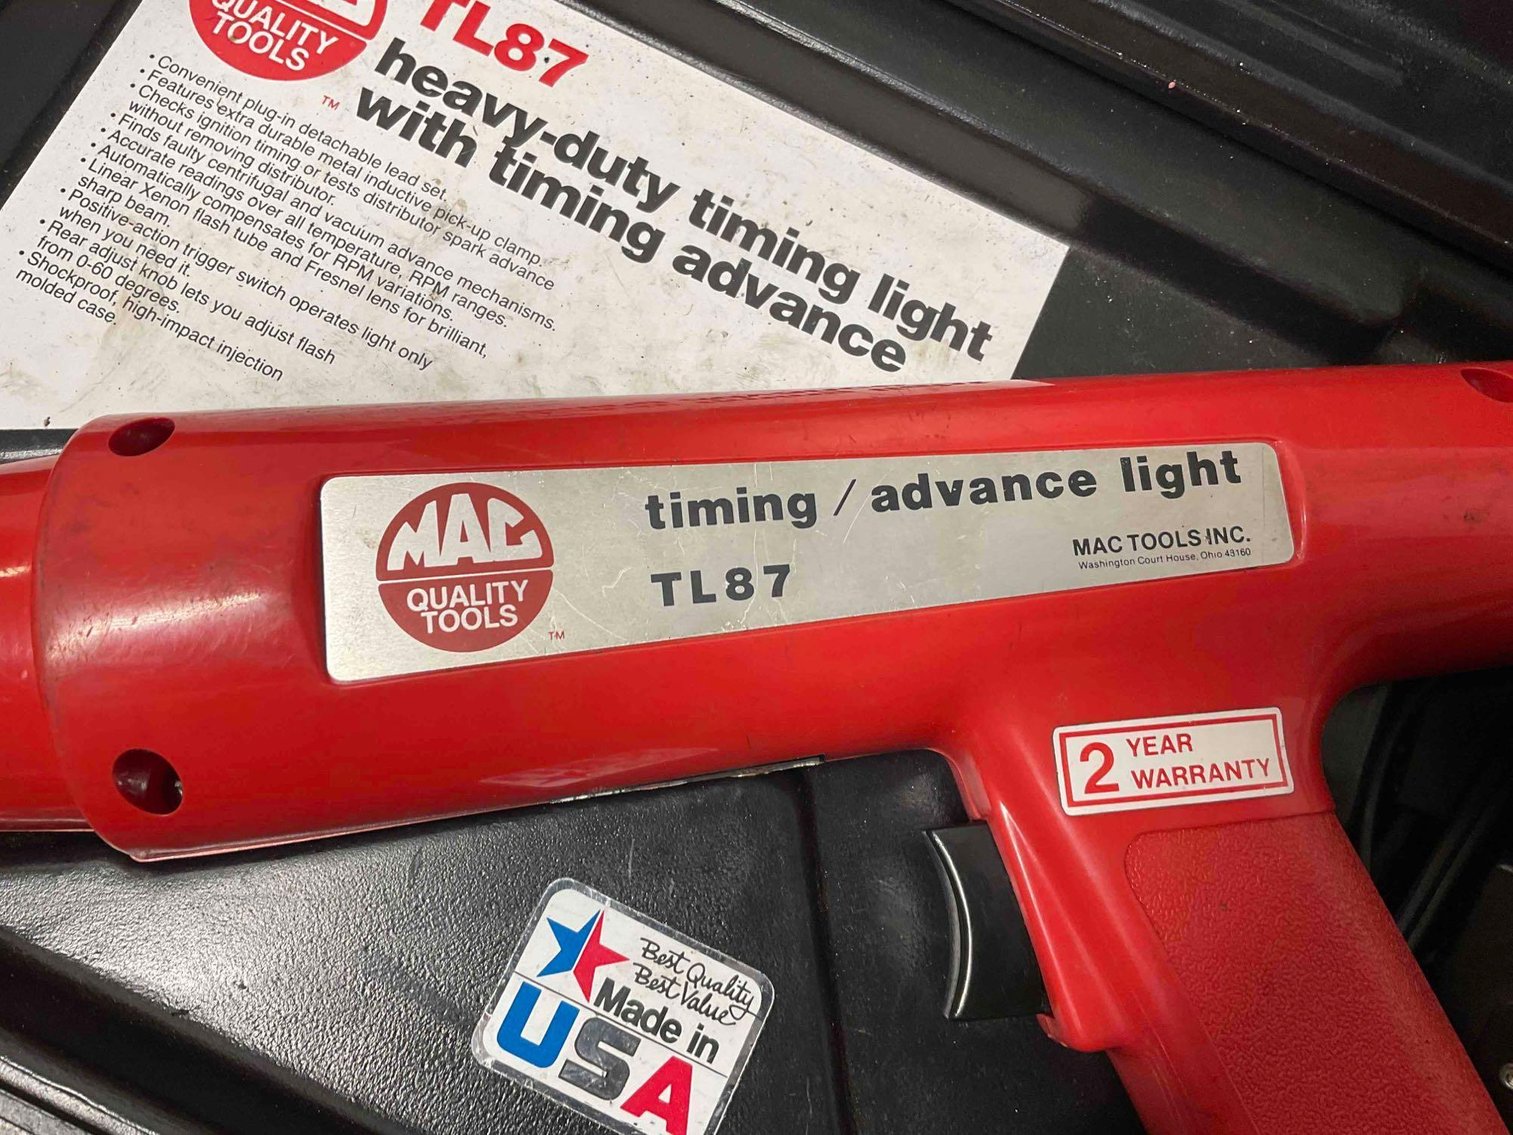 QUALITY
TOOLS
TM
TL87
heavy-duty timing light
with timing advance
• Convenient plug-in detachable lead set.
• Features extra durable metal inductive pick-up clamp.
• Checks ignition timing or tests distributor spark advance
without removing distributor.
• Finds faulty centrifugal and vacuum advance mechanisms.
• Accurate readings over all temperature, RPM ranges.
• Automatically compensates for RPM variations.
• Linear Xenon flash tube and Fresnel lens for brilliant,
sharp beam.
• Positive-action trigger switch operates light only
when you need it.
• Rear adjust knob lets you adjust flash
from 0-60 degrees.
• Shockproof, high-impact injection
molded case.
MAC
QUALITY
TOOLS
TM
timing / advance light
TL87
MAC TOOLS INC.
Washington Court House, Ohio 43160
2 YEAR
WARRANTY
Best Quality
Best Value
Made in
USA